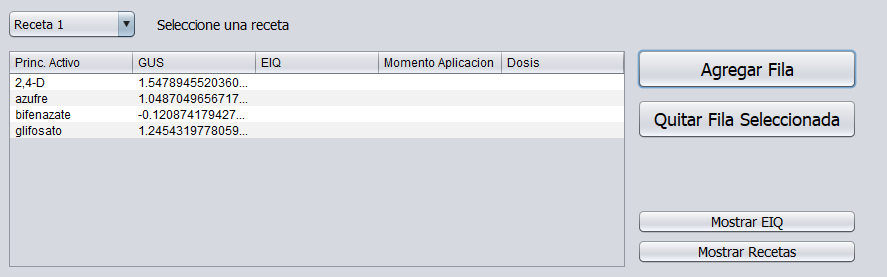 Receta 1 Seleccione una receta
Princ. Activo GUS EIQ Momento Aplicacion Dosis
2,4-D 1.5478945520360...
azufre 1.0487049656717...
bifenazate -0.120874179427...
glifosato 1.2454319778059...
Agregar Fila
Quitar Fila Seleccionada
Mostrar EIQ
Mostrar Recetas